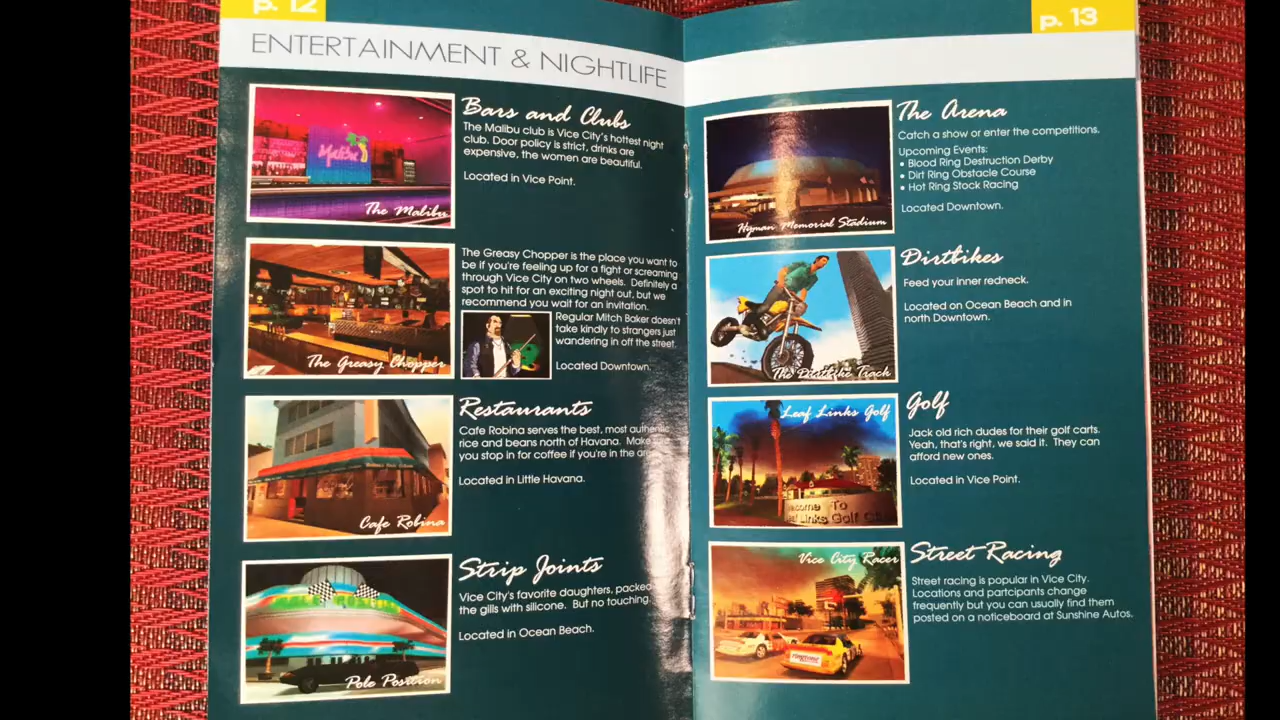 p. 12
ENTERTAINMENT & NIGHTLIFE
Malibu
The Malibu
Bars and Clubs
The Malibu club is Vice City's hottest night
club. Door policy is strict, drinks are
expensive, the women are beautiful.
Located in Vice Point.
The Greasy Chopper
The Greasy Chopper is the place you want to
be if you're feeling up for a fight or screaming
through Vice City on two wheels. Definitely a
spot to hit for an exciting night out, but we
recommend you wait for an invitation.
Regular Mitch Baker doesn't
take kindly to strangers just
wandering in off the street.
Located Downtown.
Cafe Robina
Restaurants
Cafe Robina serves the best, most authentic
rice and beans north of Havana. Make sure
you stop in for coffee if you're in the
Located in Little Havana.
Pole Position
Strip Joints
Vice City's favorite daughters, packed
the gills with silicone. But no touching.
Located in Ocean Beach.
p. 13
Hyman Memorial Stadium
The Arena
Catch a show or enter the competitions.
Upcoming Events:
• Blood Ring Destruction Derby
• Dirt Ring Obstacle Course
• Hot Ring Stock Racing
Located Downtown.
The Dirtbike Track
Dirtbikes
Feed your inner redneck.
Located on Ocean Beach and in
north Downtown.
Leaf Links Golf
To
Links Golf
Golf
Jack old rich dudes for their golf carts.
Yeah, that's right, we said it. They can
afford new ones.
Located in Vice Point.
Vice City Racer
Street Racing
Street racing is popular in Vice City.
Locations and partcipants change
frequently but you can usually find them
posted on a noticeboard at Sunshine Autos.